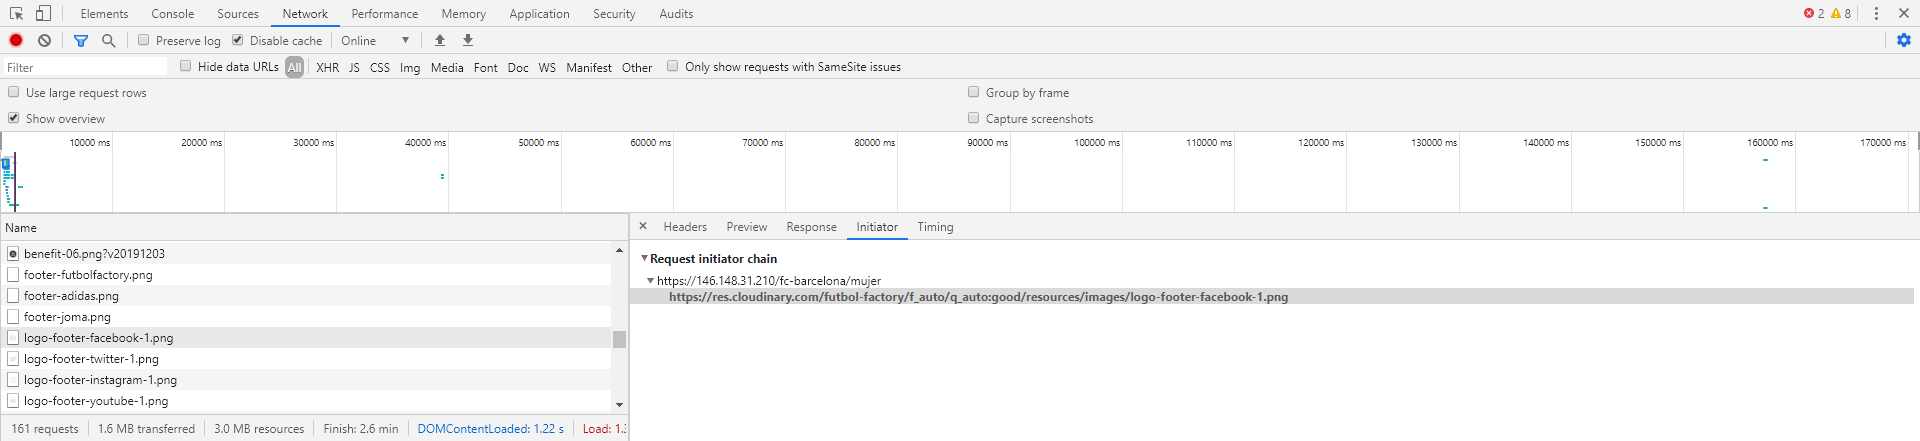 Elements Console Sources Network Performance Memory Application Security Audits 2 8
Preserve log Disable cache Online
Filter Hide data URLs All XHR JS CSS Img Media Font Doc WS Manifest Other Only show requests with SameSite issues
Use large request rows Group by frame
Show overview Capture screenshots
10000 ms 20000 ms 30000 ms 40000 ms 50000 ms 60000 ms 70000 ms 80000 ms 90000 ms 100000 ms 110000 ms 120000 ms 130000 ms 140000 ms 150000 ms 160000 ms 170000 ms
Name
benefit-06.png?v20191203
footer-futbolfactory.png
footer-adidas.png
footer-joma.png
logo-footer-facebook-1.png
logo-footer-twitter-1.png
logo-footer-instagram-1.png
logo-footer-youtube-1.png
161 requests 1.6 MB transferred 3.0 MB resources Finish: 2.6 min DOMContentLoaded: 1.22 s Load: 1.3
Headers Preview Response Initiator Timing
Request initiator chain
https://146.148.31.210/fc-barcelona/mujer
https://res.cloudinary.com/futbol-factory/f_auto/q_auto:good/resources/images/logo-footer-facebook-1.png